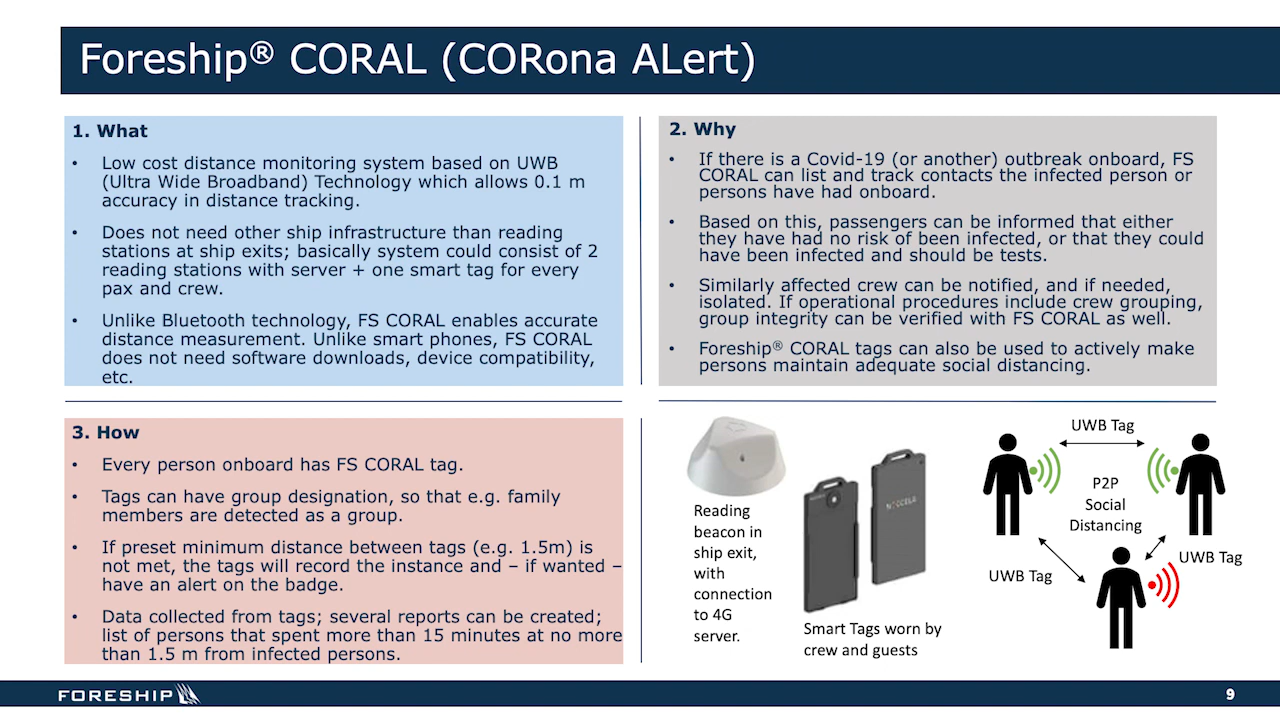 Foreship® CORAL (CORona ALert)
1. What
• Low cost distance monitoring system based on UWB
(Ultra Wide Broadband) Technology which allows 0.1 m
accuracy in distance tracking.
• Does not need other ship infrastructure than reading
stations at ship exits; basically system could consist of 2
reading stations with server + one smart tag for every
pax and crew.
• Unlike Bluetooth technology, FS CORAL enables accurate
distance measurement. Unlike smart phones, FS CORAL
does not need software downloads, device compatibility,
etc.
2. Why
• If there is a Covid-19 (or another) outbreak onboard, FS
CORAL can list and track contacts the infected person or
persons have had onboard.
• Based on this, passengers can be informed that either
they have had no risk of been infected, or that they could
have been infected and should be tests.
• Similarly affected crew can be notified, and if needed,
isolated. If operational procedures include crew grouping,
group integrity can be verified with FS CORAL as well.
• Foreship® CORAL tags can also be used to actively make
persons maintain adequate social distancing.
3. How
• Every person onboard has FS CORAL tag.
• Tags can have group designation, so that e.g. family
members are detected as a group.
• If preset minimum distance between tags (e.g. 1.5m) is
not met, the tags will record the instance and – if wanted –
have an alert on the badge.
• Data collected from tags; several reports can be created;
list of persons that spent more than 15 minutes at no more
than 1.5 m from infected persons.
Reading
beacon in
ship exit,
with
connection
to 4G
server.
Smart Tags worn by
crew and guests
UWB Tag
P2P
Social
Distancing
UWB Tag
UWB Tag
FORESHIP
9